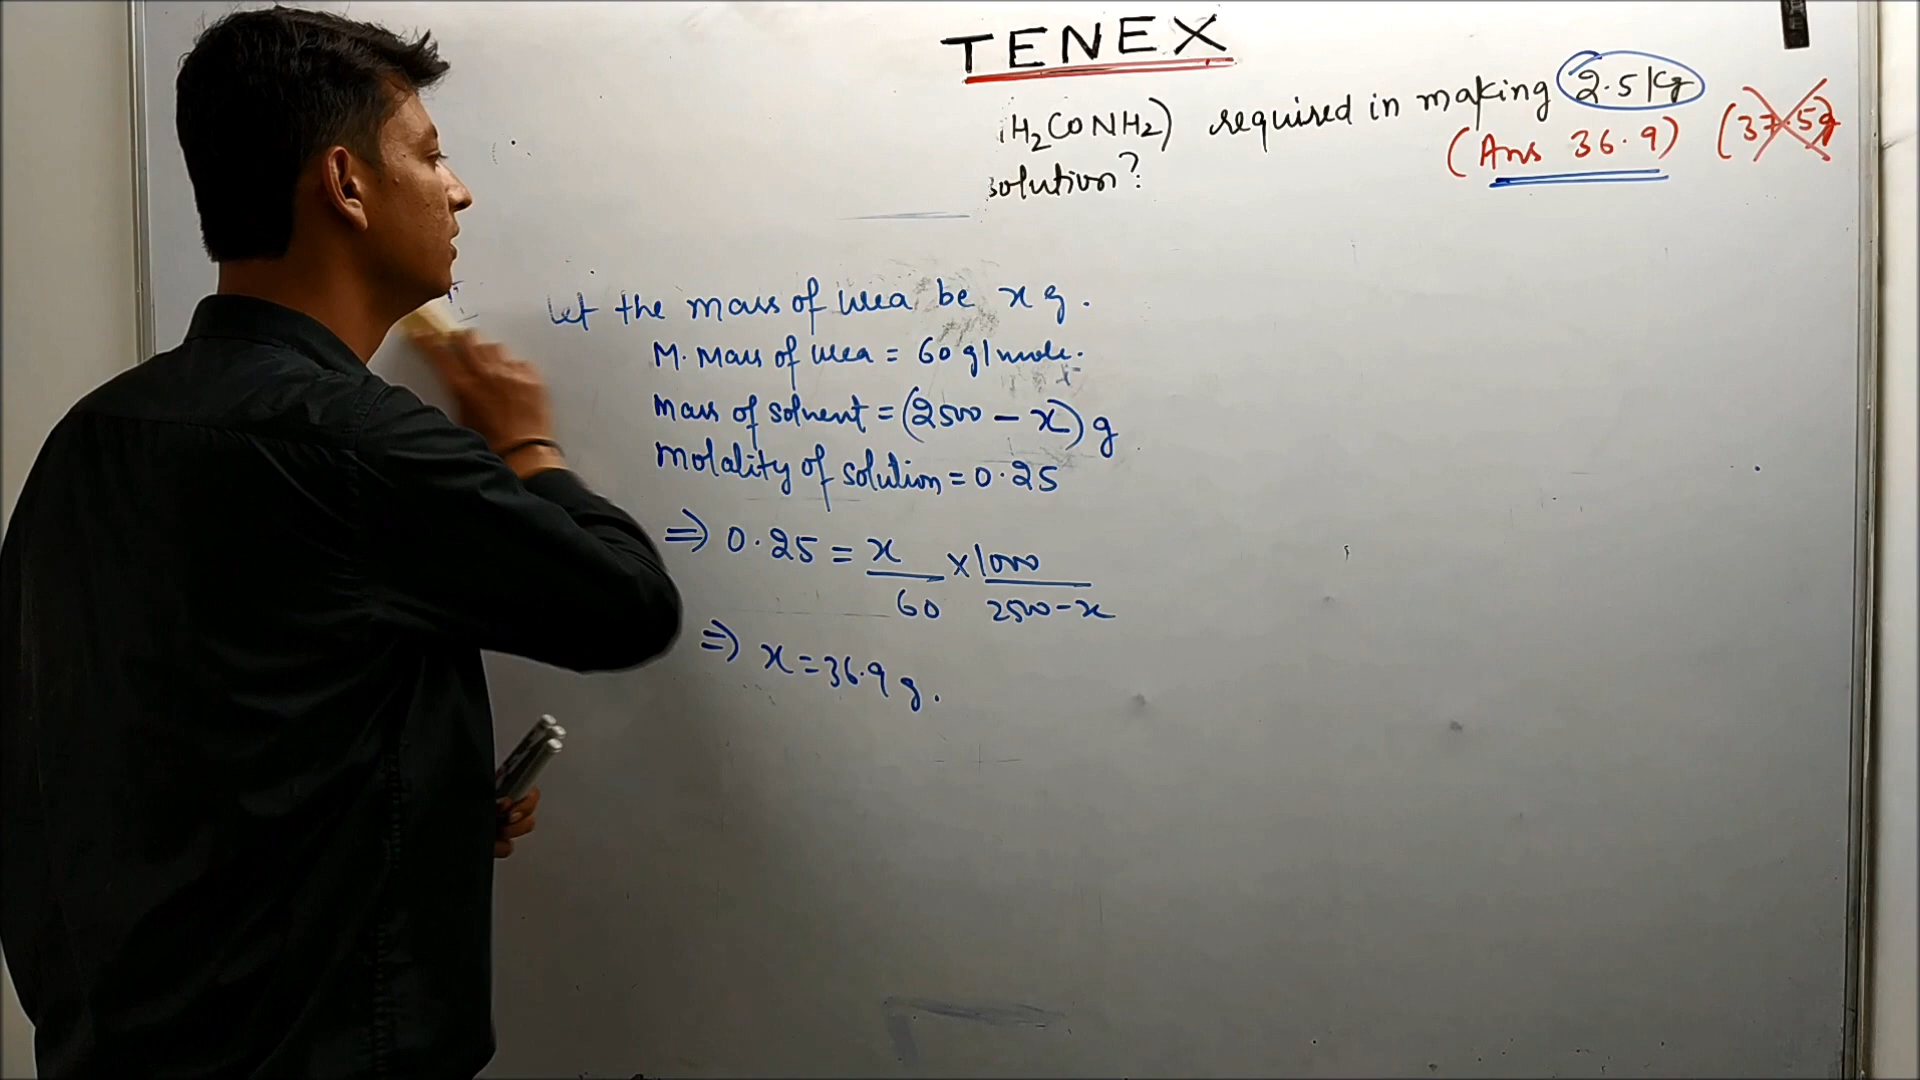 TENEX
H₂CONH₂) required in making 2.5 Kg
solution? (Ans 36.9) (37.5g
Let the mass of urea be x g.
M. Mass of urea = 60 g/mole.
Mass of solvent = (2500 - x) g
Molality of solution = 0.25
⇒ 0.25 = x/60 × 1000/2500-x
⇒ x = 36.9 g.